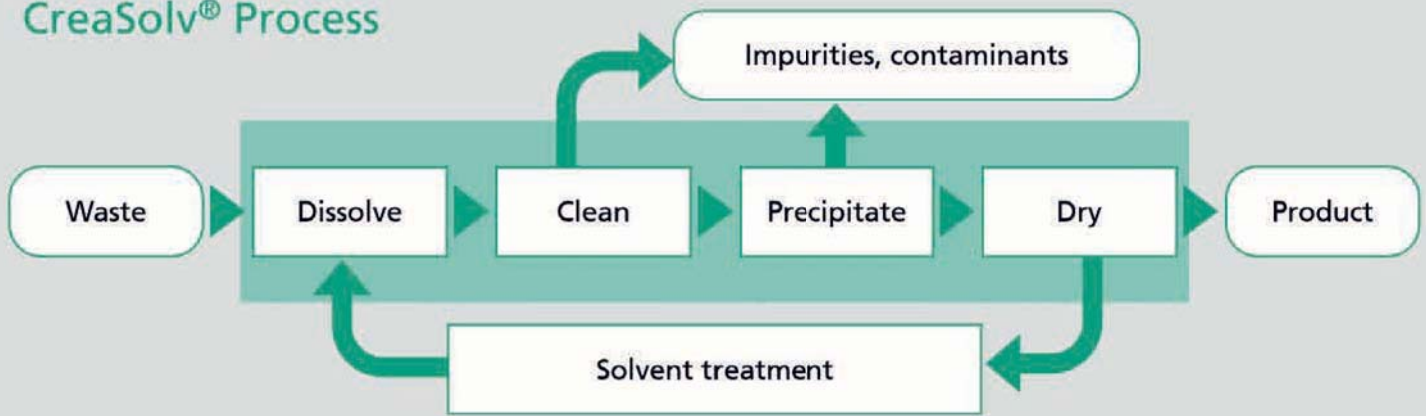 CreaSolv® Process
Impurities, contaminants
Waste
Dissolve
Clean
Precipitate
Dry
Product
Solvent treatment